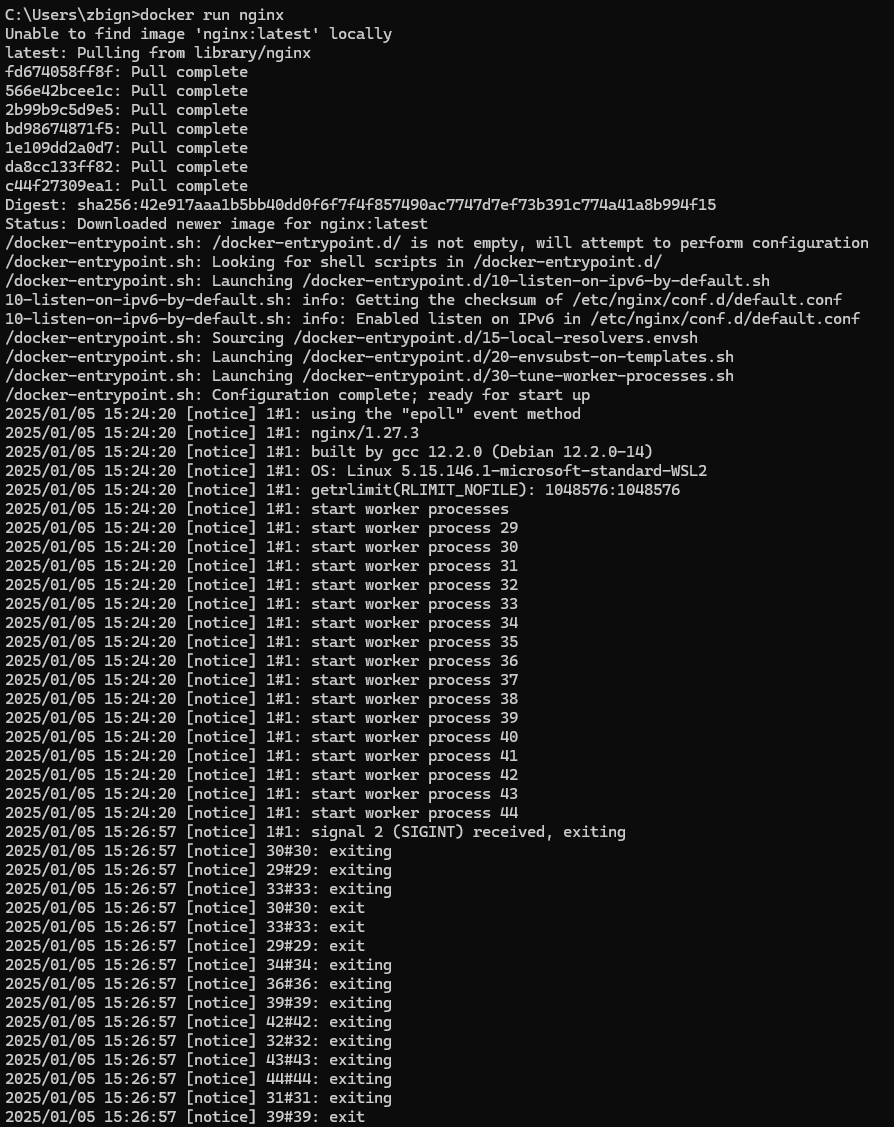 C:\Users\zbign>docker run nginx
Unable to find image 'nginx:latest' locally
latest: Pulling from library/nginx
fd674058ff8f: Pull complete
566e42bcee1c: Pull complete
2b99b9c5d9e5: Pull complete
bd98674871f5: Pull complete
1e109dd2a0d7: Pull complete
da8cc133ff82: Pull complete
c44f27309ea1: Pull complete
Digest: sha256:42e917aaa1b5bb40dd0f6f7f4f857490ac7747d7ef73b391c774a41a8b994f15
Status: Downloaded newer image for nginx:latest
/docker-entrypoint.sh: /docker-entrypoint.d/ is not empty, will attempt to perform configuration
/docker-entrypoint.sh: Looking for shell scripts in /docker-entrypoint.d/
/docker-entrypoint.sh: Launching /docker-entrypoint.d/10-listen-on-ipv6-by-default.sh
10-listen-on-ipv6-by-default.sh: info: Getting the checksum of /etc/nginx/conf.d/default.conf
10-listen-on-ipv6-by-default.sh: info: Enabled listen on IPv6 in /etc/nginx/conf.d/default.conf
/docker-entrypoint.sh: Sourcing /docker-entrypoint.d/15-local-resolvers.envsh
/docker-entrypoint.sh: Launching /docker-entrypoint.d/20-envsubst-on-templates.sh
/docker-entrypoint.sh: Launching /docker-entrypoint.d/30-tune-worker-processes.sh
/docker-entrypoint.sh: Configuration complete; ready for start up
2025/01/05 15:24:20 [notice] 1#1: using the "epoll" event method
2025/01/05 15:24:20 [notice] 1#1: nginx/1.27.3
2025/01/05 15:24:20 [notice] 1#1: built by gcc 12.2.0 (Debian 12.2.0-14)
2025/01/05 15:24:20 [notice] 1#1: OS: Linux 5.15.146.1-microsoft-standard-WSL2
2025/01/05 15:24:20 [notice] 1#1: getrlimit(RLIMIT_NOFILE): 1048576:1048576
2025/01/05 15:24:20 [notice] 1#1: start worker processes
2025/01/05 15:24:20 [notice] 1#1: start worker process 29
2025/01/05 15:24:20 [notice] 1#1: start worker process 30
2025/01/05 15:24:20 [notice] 1#1: start worker process 31
2025/01/05 15:24:20 [notice] 1#1: start worker process 32
2025/01/05 15:24:20 [notice] 1#1: start worker process 33
2025/01/05 15:24:20 [notice] 1#1: start worker process 34
2025/01/05 15:24:20 [notice] 1#1: start worker process 35
2025/01/05 15:24:20 [notice] 1#1: start worker process 36
2025/01/05 15:24:20 [notice] 1#1: start worker process 37
2025/01/05 15:24:20 [notice] 1#1: start worker process 38
2025/01/05 15:24:20 [notice] 1#1: start worker process 39
2025/01/05 15:24:20 [notice] 1#1: start worker process 40
2025/01/05 15:24:20 [notice] 1#1: start worker process 41
2025/01/05 15:24:20 [notice] 1#1: start worker process 42
2025/01/05 15:24:20 [notice] 1#1: start worker process 43
2025/01/05 15:24:20 [notice] 1#1: start worker process 44
2025/01/05 15:26:57 [notice] 1#1: signal 2 (SIGINT) received, exiting
2025/01/05 15:26:57 [notice] 30#30: exiting
2025/01/05 15:26:57 [notice] 29#29: exiting
2025/01/05 15:26:57 [notice] 33#33: exiting
2025/01/05 15:26:57 [notice] 30#30: exit
2025/01/05 15:26:57 [notice] 33#33: exit
2025/01/05 15:26:57 [notice] 29#29: exit
2025/01/05 15:26:57 [notice] 34#34: exiting
2025/01/05 15:26:57 [notice] 36#36: exiting
2025/01/05 15:26:57 [notice] 39#39: exiting
2025/01/05 15:26:57 [notice] 42#42: exiting
2025/01/05 15:26:57 [notice] 32#32: exiting
2025/01/05 15:26:57 [notice] 43#43: exiting
2025/01/05 15:26:57 [notice] 44#44: exiting
2025/01/05 15:26:57 [notice] 31#31: exiting
2025/01/05 15:26:57 [notice] 39#39: exit